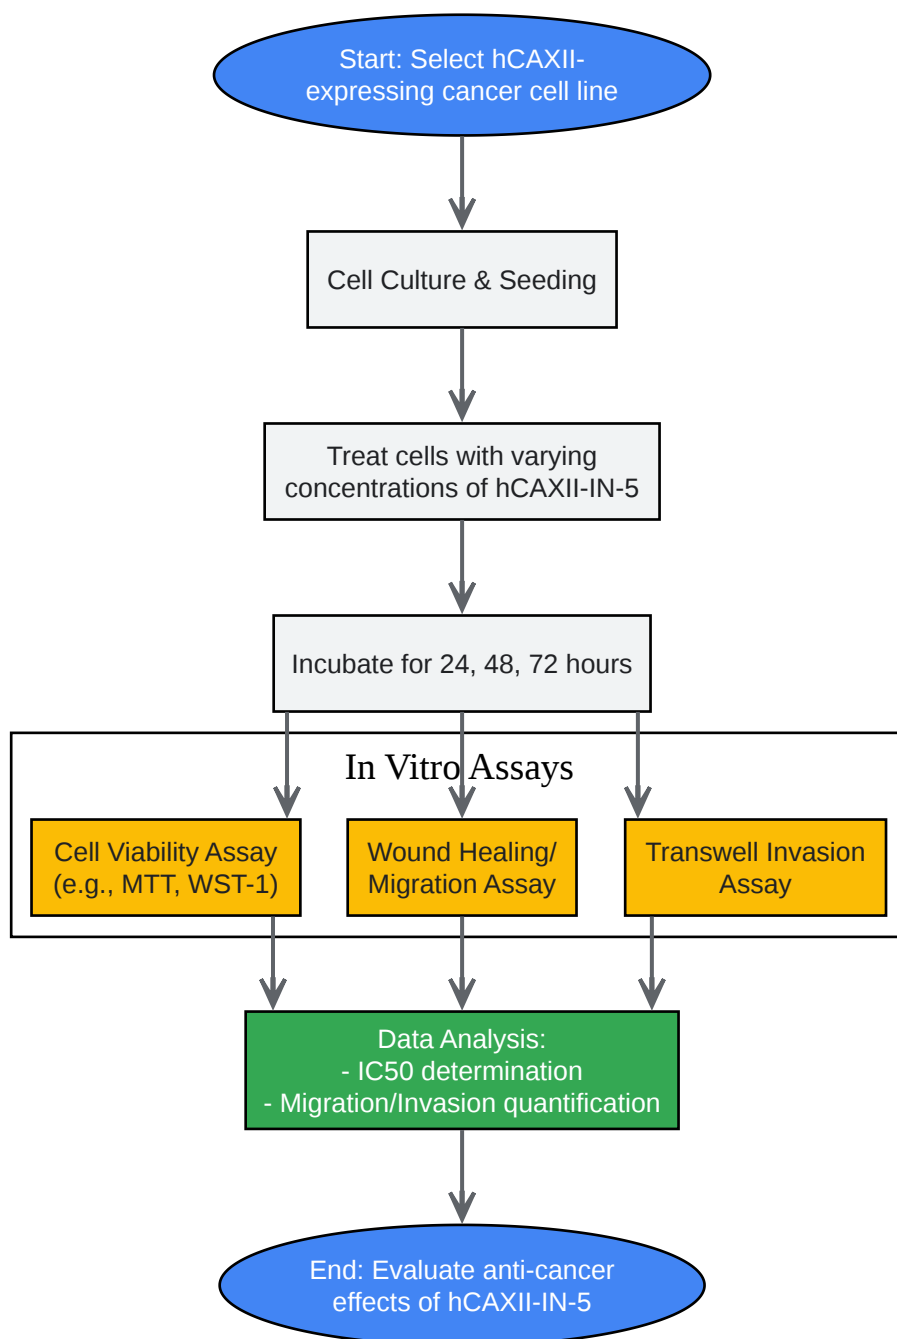 Start: Select hCAXII-
expressing cancer cell line
Cell Culture & Seeding
Treat cells with varying
concentrations of hCAXII-IN-5
Incubate for 24, 48, 72 hours
In Vitro Assays
Cell Viability Assay
(e.g., MTT, WST-1)
Wound Healing/
Migration Assay
Transwell Invasion
Assay
Data Analysis:
- IC50 determination
- Migration/Invasion quantification
End: Evaluate anti-cancer
effects of hCAXII-IN-5